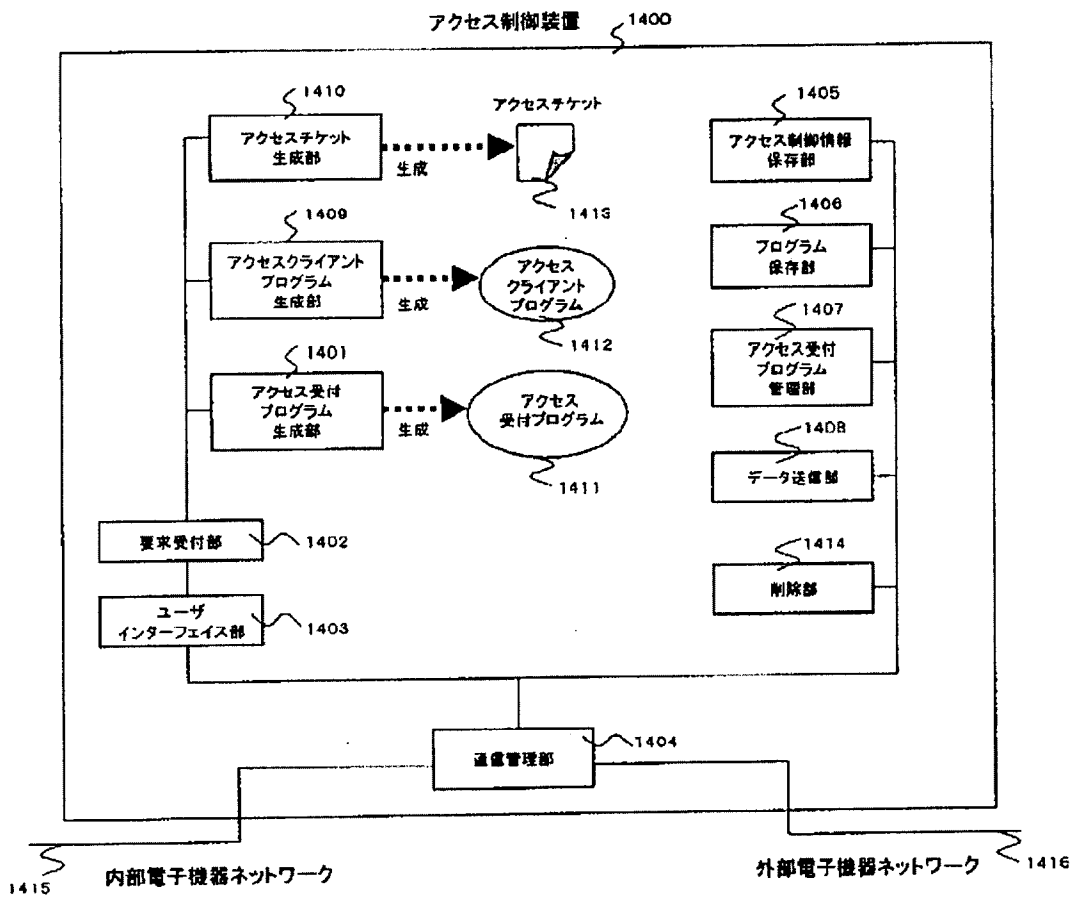 アクセス制御装置
1400
1410
アクセスチケット
生成部
生成
アクセスチケット
1413
1405
アクセス制御情報
保存部
1409
アクセスクライアント
プログラム
生成部
生成
アクセス
クライアント
プログラム
1412
1406
プログラム
保存部
1401
アクセス受付
プログラム
生成部
生成
アクセス
受付プログラム
1411
1407
アクセス受付
プログラム
管理部
1408
データ送信部
要求受付部
1402
1414
削除部
ユーザ
インターフェイス部
1403
通信管理部
1404
1415
内部電子機器ネットワーク
外部電子機器ネットワーク
1416